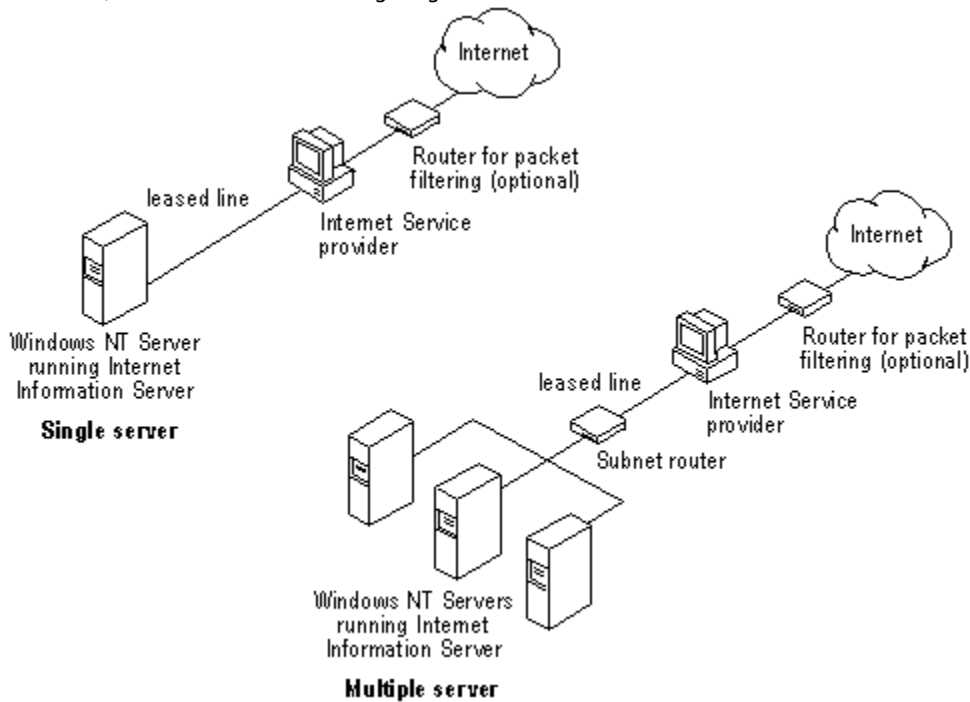 Internet
Router for packet
filtering (optional)
leased line
Internet Service
provider
Windows NT Server
running Internet
Information Server
Single server
Internet
Router for packet
filtering (optional)
leased line
Internet Service
provider
Subnet router
Windows NT Servers
running Internet
Information Server
Multiple server